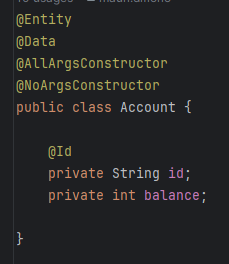 @Entity
@Data
@AllArgsConstructor
@NoArgsConstructor
public class Account {
@Id
private String id;
private int balance;
}